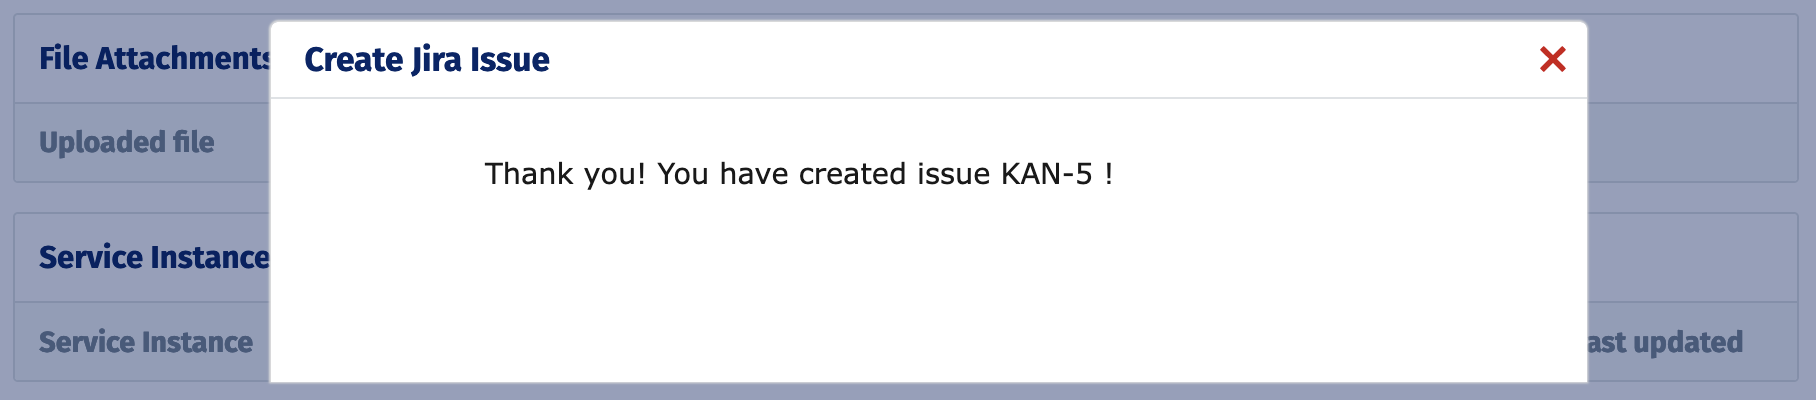 File Attachments
Create Jira Issue
Uploaded file
Thank you! You have created issue KAN-5 !
Service Instance
Service Instance
ast updated